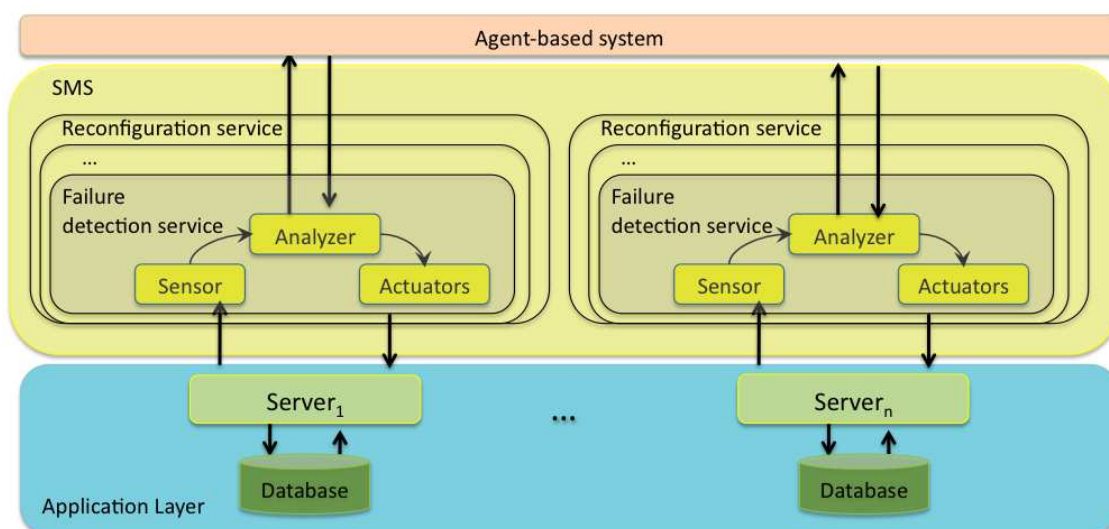 Agent-based system
SMS
Reconfiguration service
...
Failure
detection service
Analyzer
Sensor
Actuators
Reconfiguration service
...
Failure
detection service
Analyzer
Sensor
Actuators
Server₁
...
Serverₙ
Database
Database
Application Layer